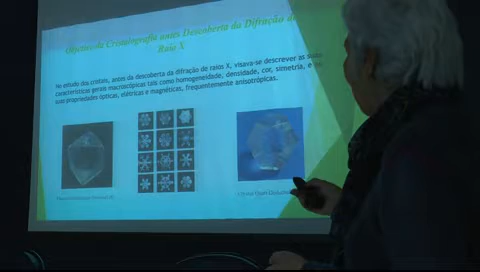 Objetivo da Cristalografia antes Descoberta da Difração de
Raio X
No estudo dos cristais, antes da descoberta da difração de raios X, visava-se descrever as suas
características gerais macroscópicas tais como homogeneidade, densidade, cor, simetria, e
suas propriedades ópticas, elétricas e magnéticas, frequentemente anisotrópicas.